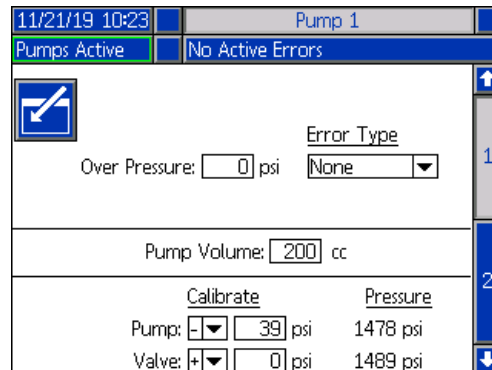 11/21/19 10:23 Pump 1
Pumps Active No Active Errors
Error Type
Over Pressure: 0 psi None
1
Pump Volume: 200 cc
2
Calibrate Pressure
Pump: - 39 psi 1478 psi
Valve: + 0 psi 1489 psi